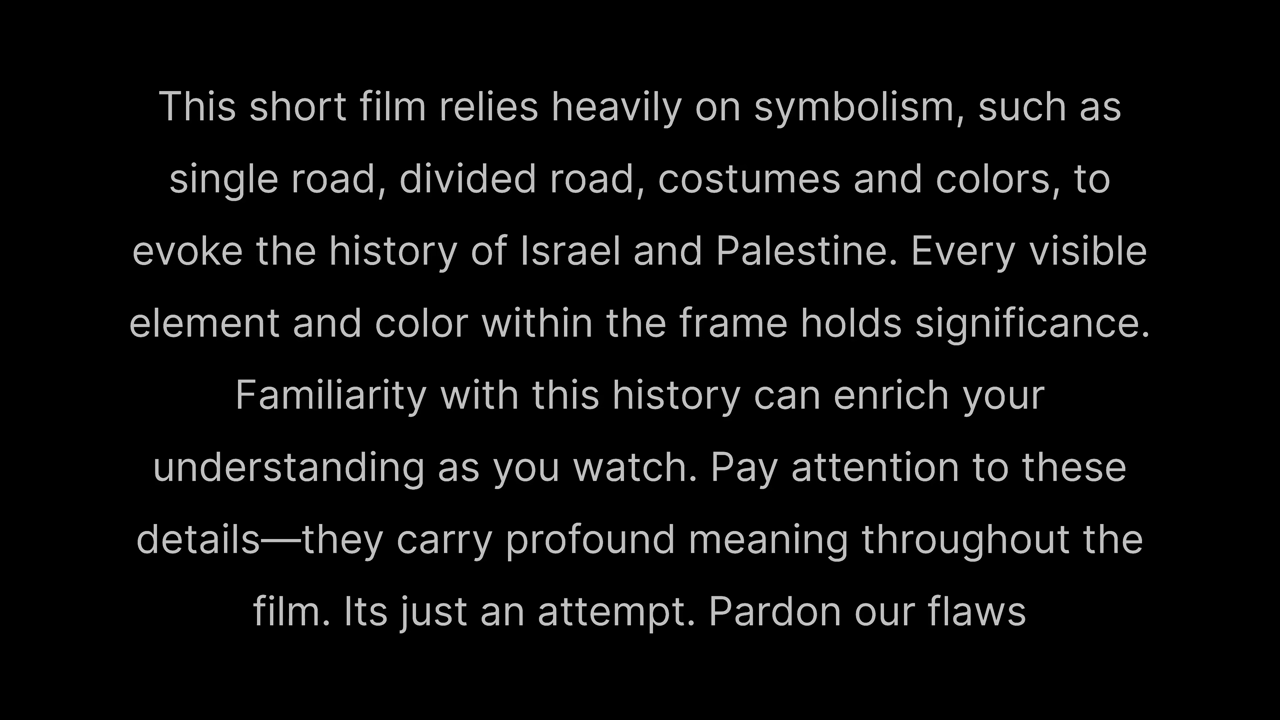 This short film relies heavily on symbolism, such as
single road, divided road, costumes and colors, to
evoke the history of Israel and Palestine. Every visible
element and color within the frame holds significance.
Familiarity with this history can enrich your
understanding as you watch. Pay attention to these
details—they carry profound meaning throughout the
film. Its just an attempt. Pardon our flaws